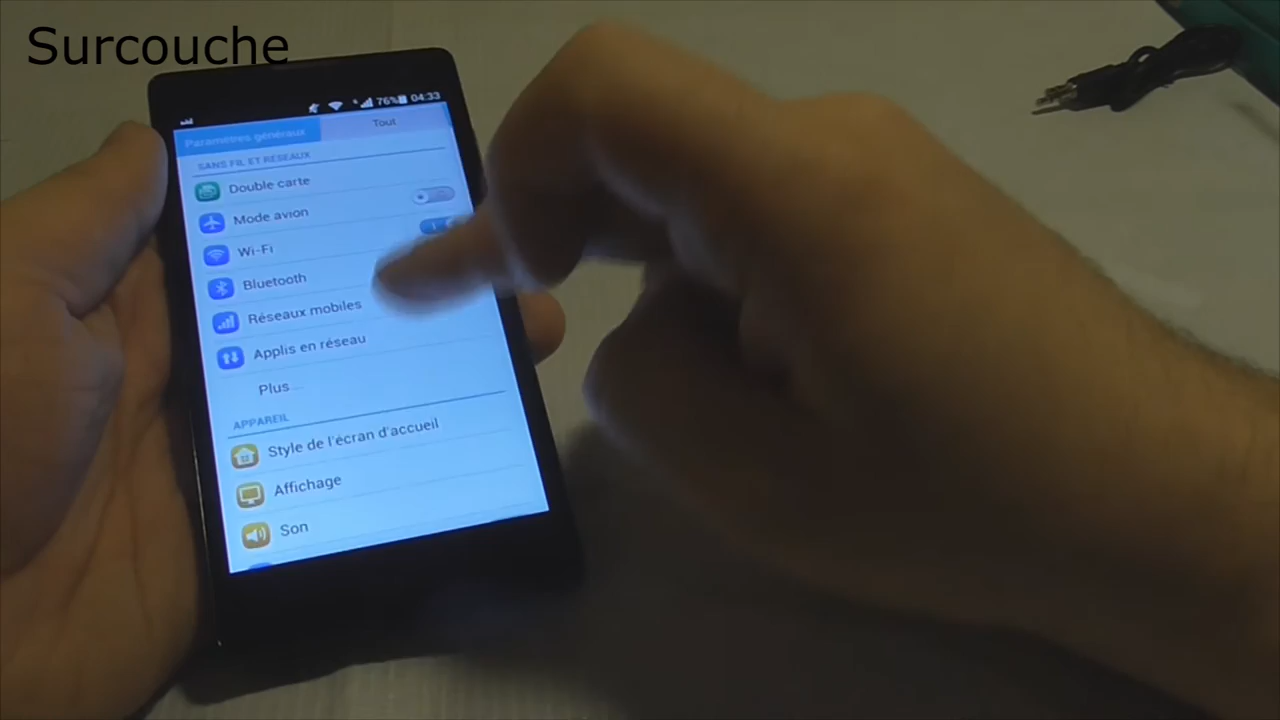 Surcouche
76% 04:33
Paramètres généraux
Tout
SANS FIL ET RÉSEAUX
Double carte
Mode avion
Wi-Fi
Bluetooth
Réseaux mobiles
Applis en réseau
Plus...
APPAREIL
Style de l'écran d'accueil
Affichage
Son